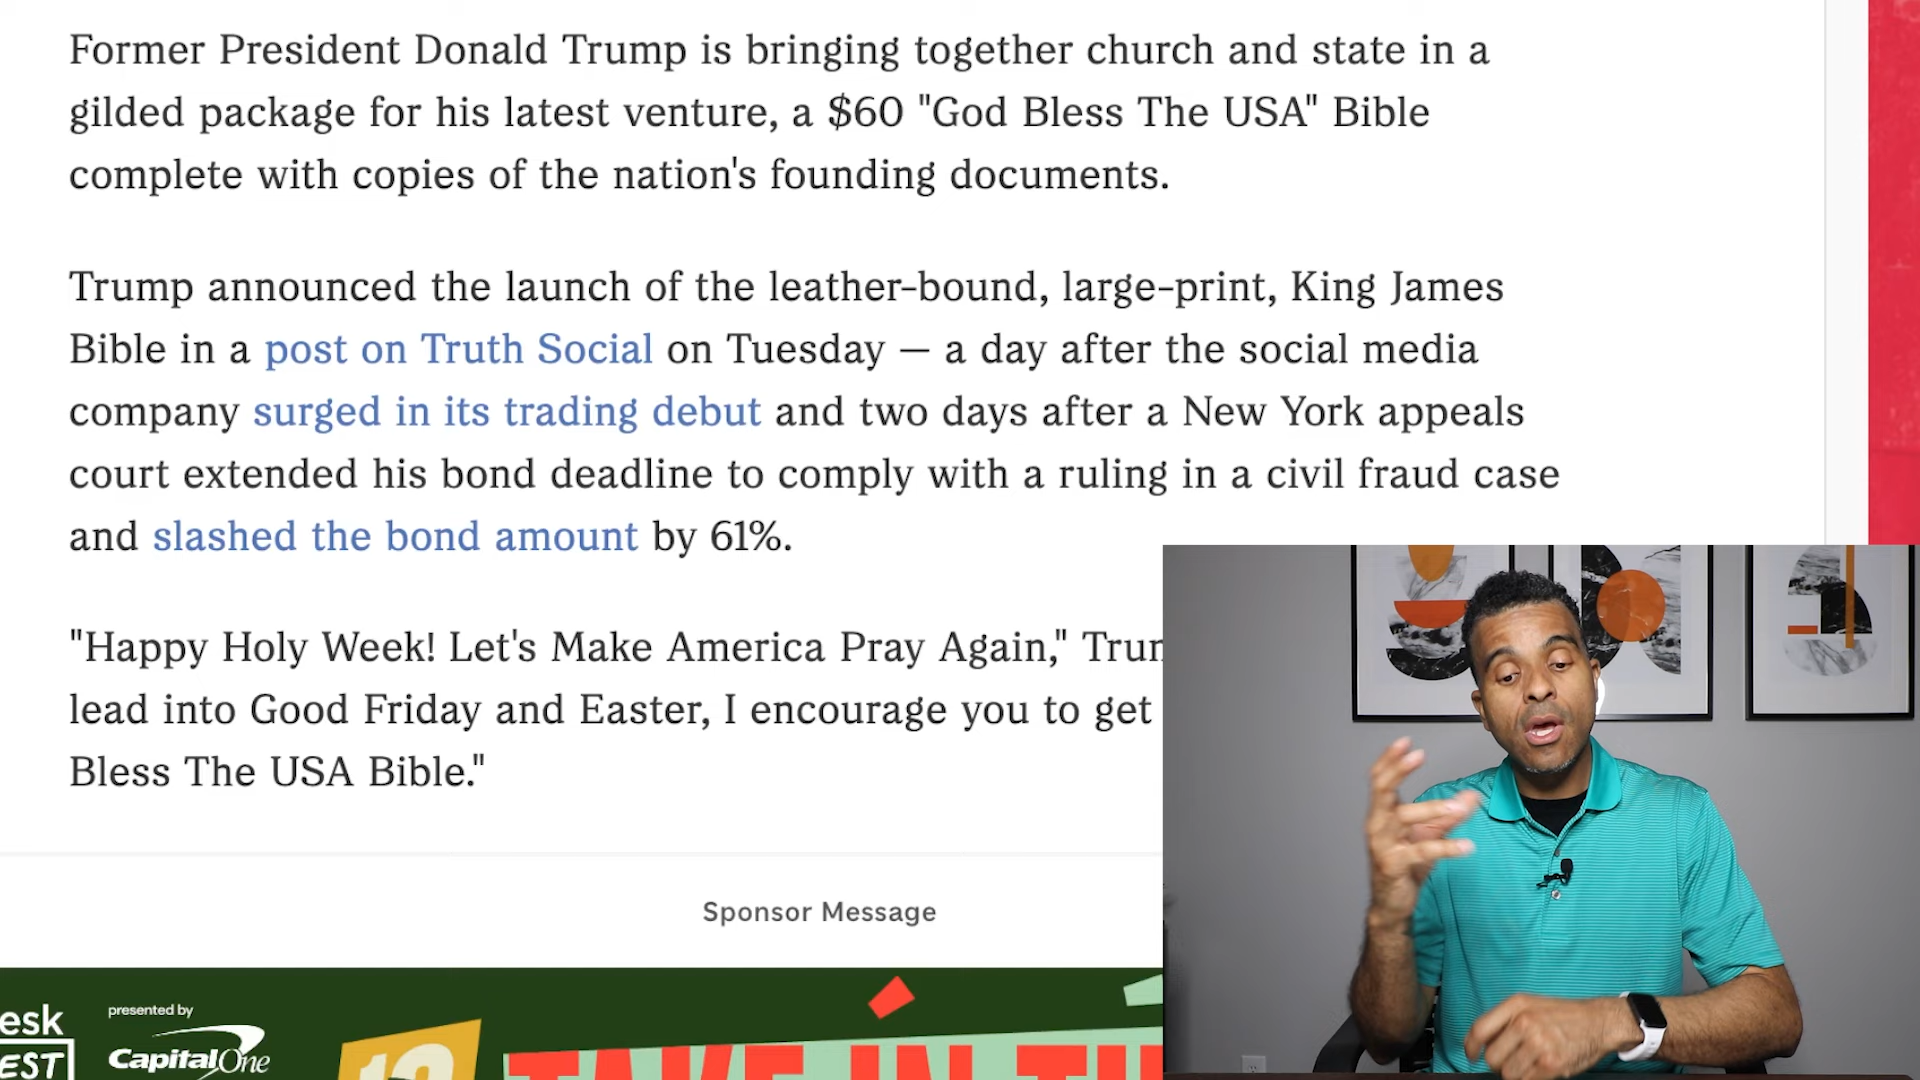 Former President Donald Trump is bringing together church and state in a
gilded package for his latest venture, a $60 "God Bless The USA" Bible
complete with copies of the nation's founding documents.
Trump announced the launch of the leather-bound, large-print, King James
Bible in a post on Truth Social on Tuesday — a day after the social media
company surged in its trading debut and two days after a New York appeals
court extended his bond deadline to comply with a ruling in a civil fraud case
and slashed the bond amount by 61%.
"Happy Holy Week! Let's Make America Pray Again,"
lead into Good Friday and Easter, I encourage you to get
Bless The USA Bible."
Sponsor Message
presented by
Capital One
TAKE IN